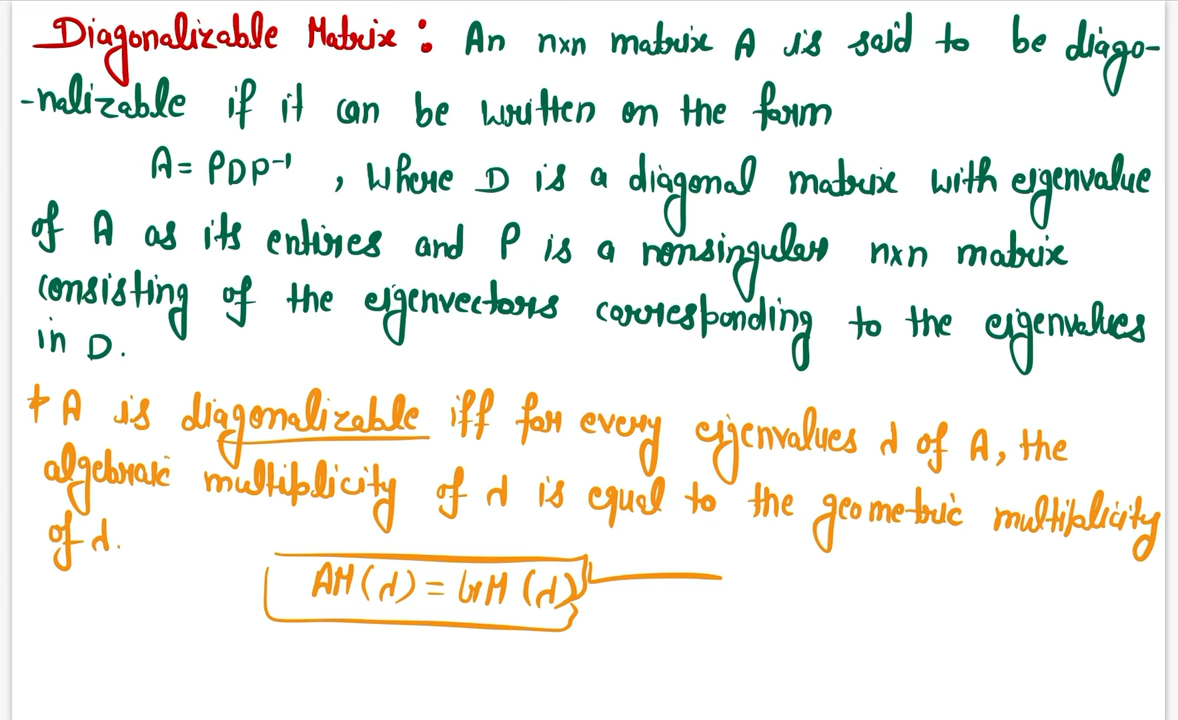 Diagonalizable Matrix : An nxn matrix A is said to be diago-
-nalizable if it can be written on the form
A = PDP⁻¹ , where D is a diagonal matrix with eigenvalue
of A as its entires and P is a nonsingular nxn matrix
consisting of the eigenvectors corresponding to the eigenvalues
in D.
* A is diagonalizable iff for every eigenvalues λ of A, the
algebraic multiplicity of λ is equal to the geometric multiplicity
of λ.
AM(λ) = GM(λ)